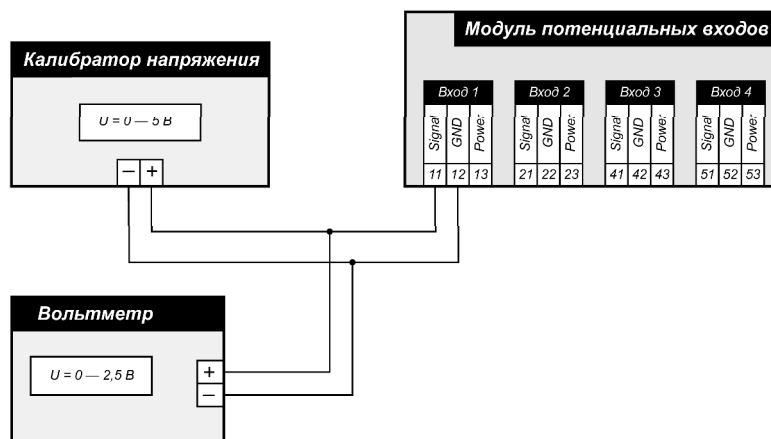 Калибратор напряжения
U = 0 — 5 В
– +
Модуль потенциальных входов
Вход 1 Вход 2 Вход 3 Вход 4
Signal GND Power Signal GND Power Signal GND Power Signal GND Power
11 12 13 21 22 23 41 42 43 51 52 53
Вольтметр
U = 0 — 2,5 В
+
–